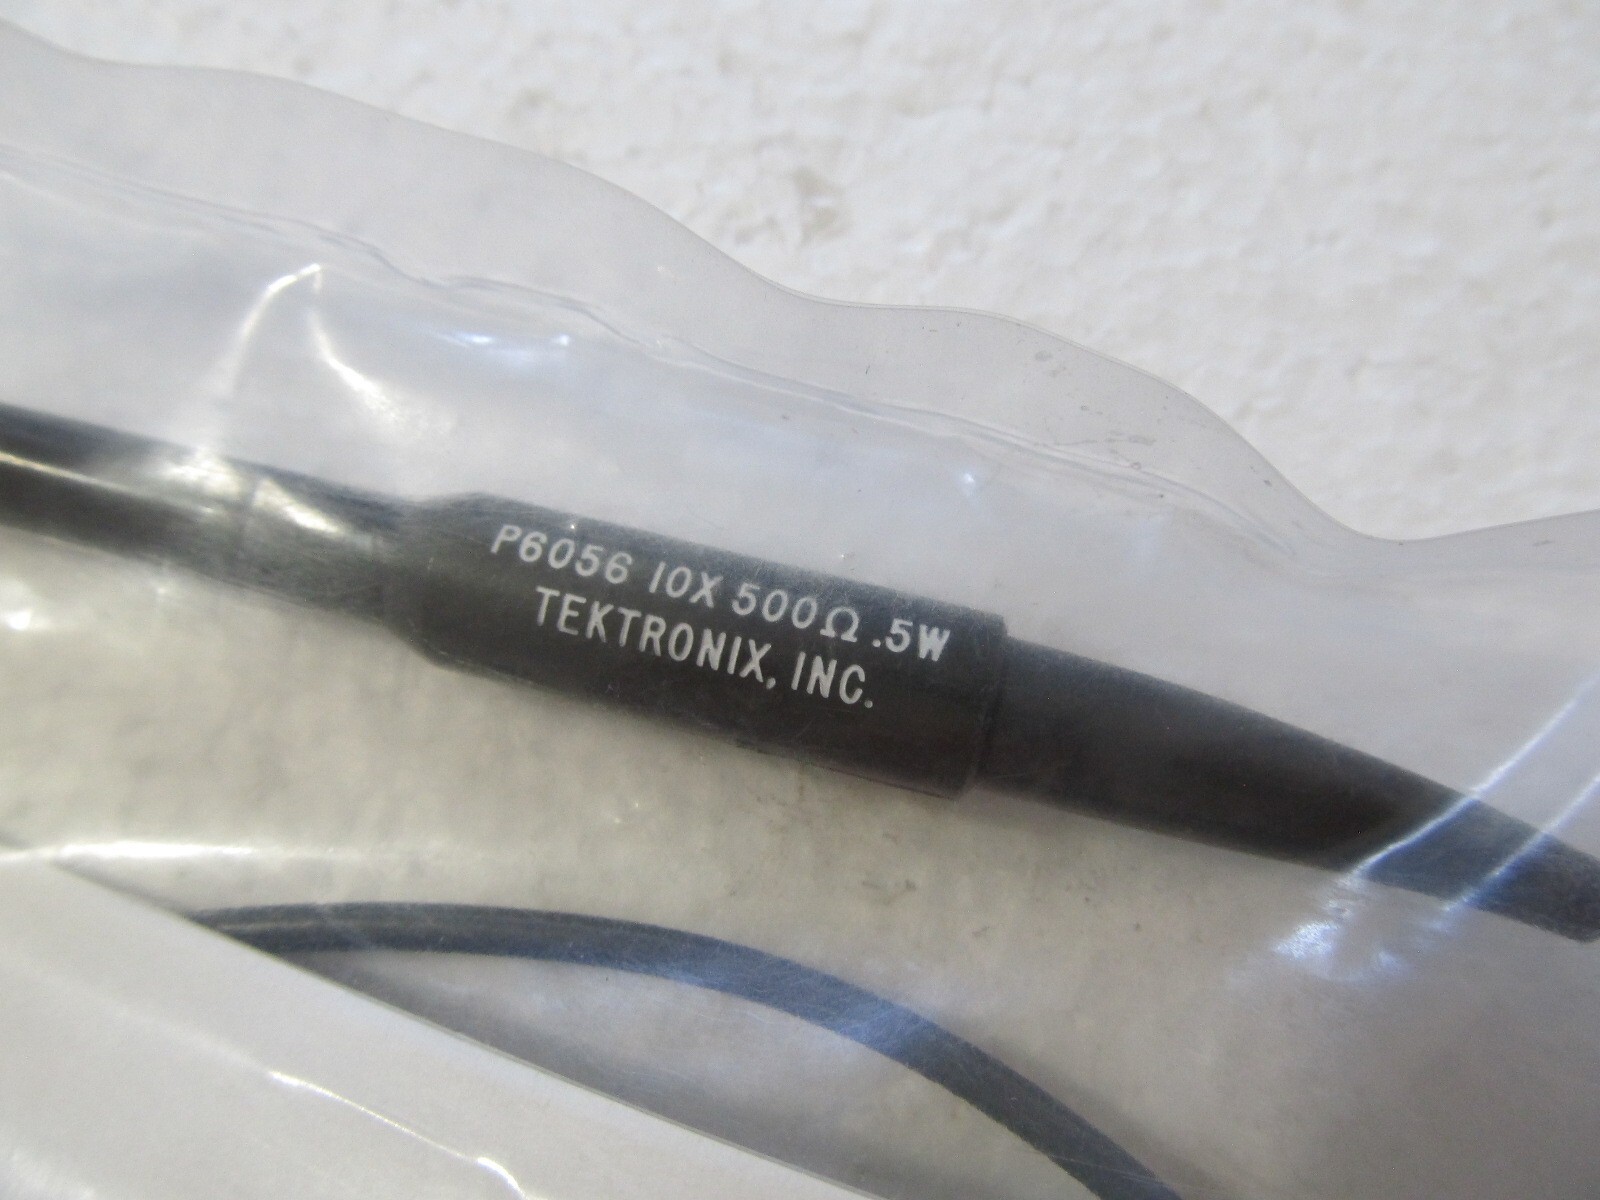 P6056 10X 500Ω .5W
TEKTRONIX, INC.